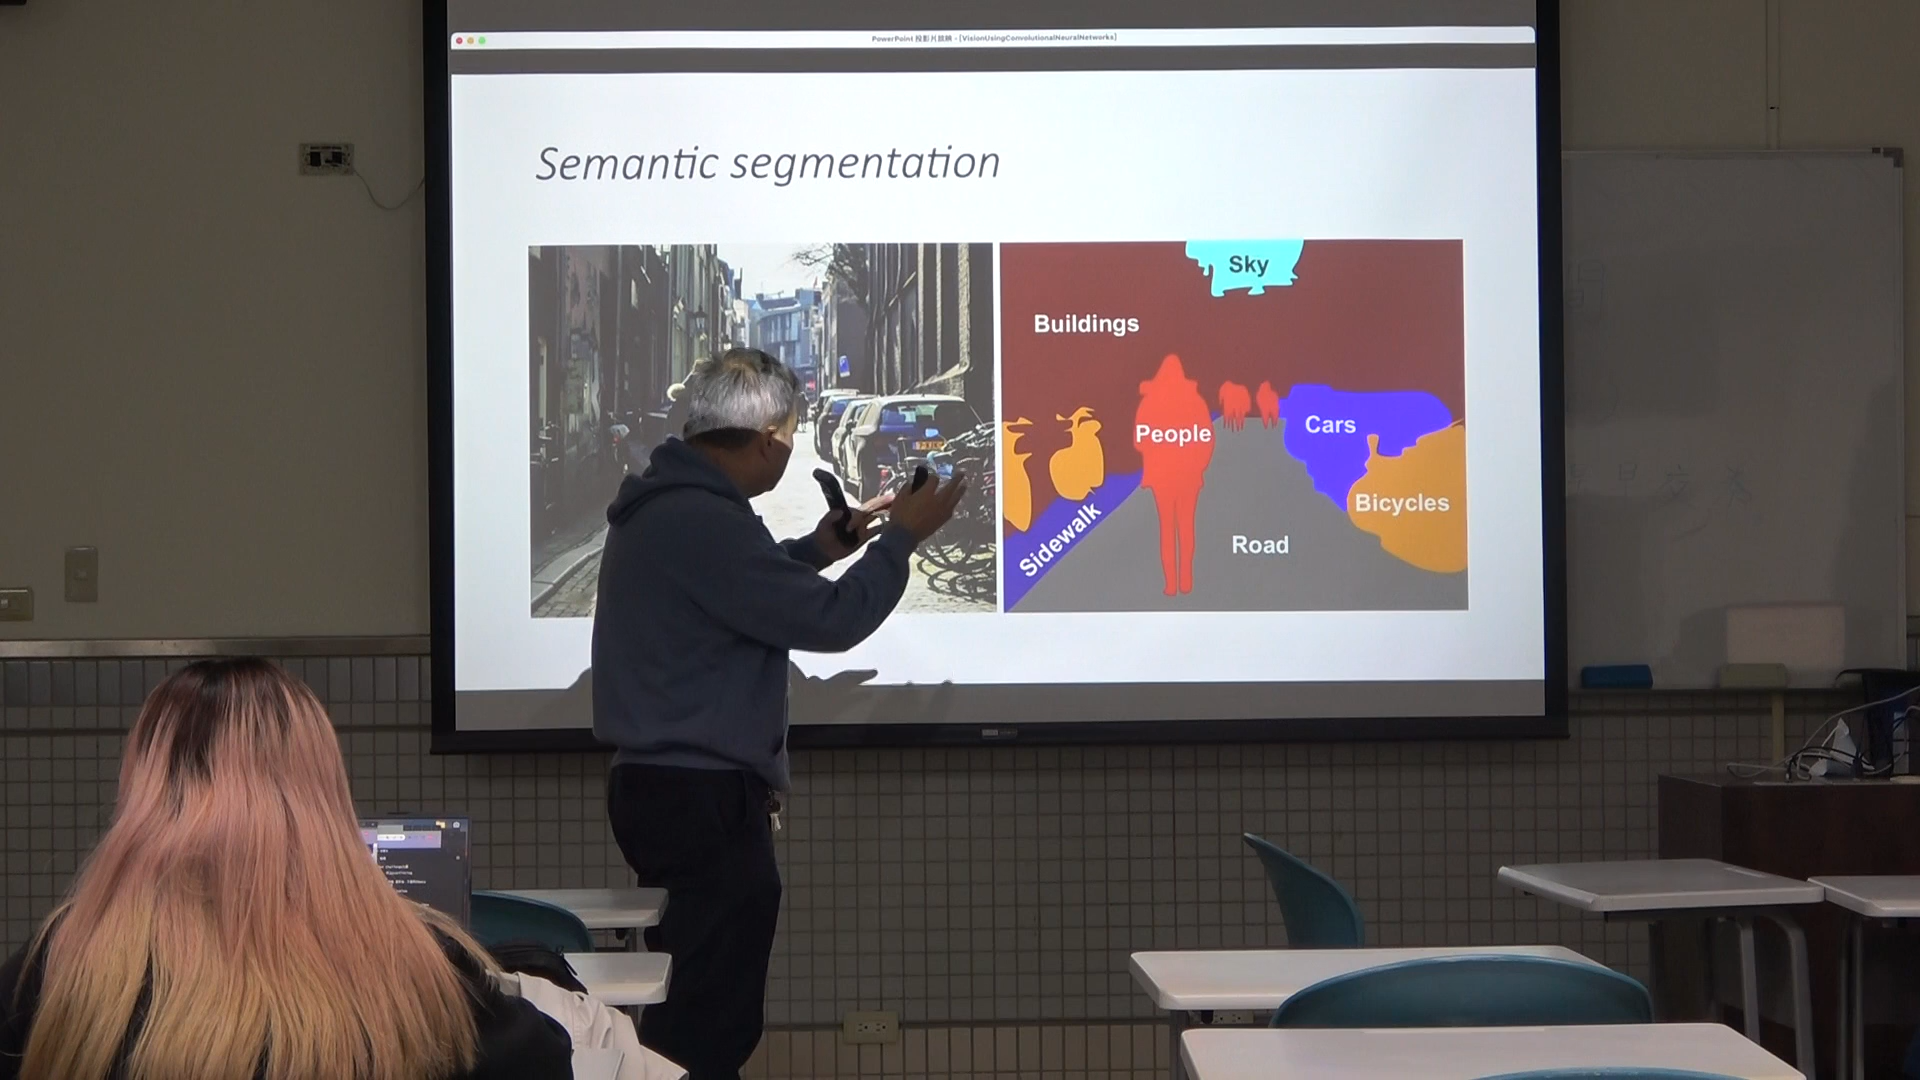 PowerPoint 投影片放映 - [VisionUsingConvolutionalNeuralNetworks]
Semantic segmentation
Sky
Buildings
People
Cars
Bicycles
Sidewalk
Road